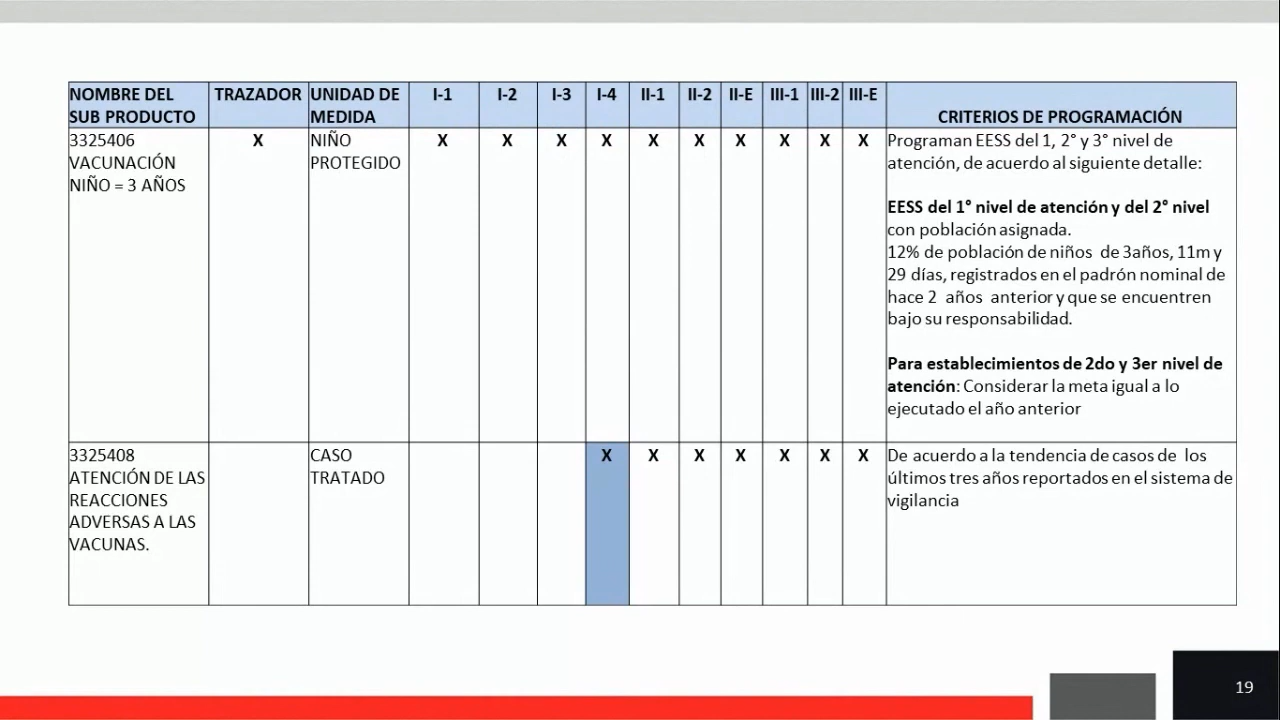 NOMBRE DEL
SUB PRODUCTO
TRAZADOR
UNIDAD DE
MEDIDA
I-1
I-2
I-3
I-4
II-1
II-2
II-E
III-1
III-2
III-E
CRITERIOS DE PROGRAMACIÓN
3325406
VACUNACIÓN
NIÑO = 3 AÑOS
X
NIÑO
PROTEGIDO
X
X
X
X
X
X
X
X
X
X
Programan EESS del 1, 2° y 3° nivel de
atención, de acuerdo al siguiente detalle:
EESS del 1° nivel de atención y del 2° nivel
con población asignada.
12% de población de niños de 3años, 11m y
29 días, registrados en el padrón nominal de
hace 2 años anterior y que se encuentren
bajo su responsabilidad.
Para establecimientos de 2do y 3er nivel de
atención: Considerar la meta igual a lo
ejecutado el año anterior
3325408
ATENCIÓN DE LAS
REACCIONES
ADVERSAS A LAS
VACUNAS.
CASO
TRATADO
X
X
X
X
X
X
X
De acuerdo a la tendencia de casos de los
últimos tres años reportados en el sistema de
vigilancia
19